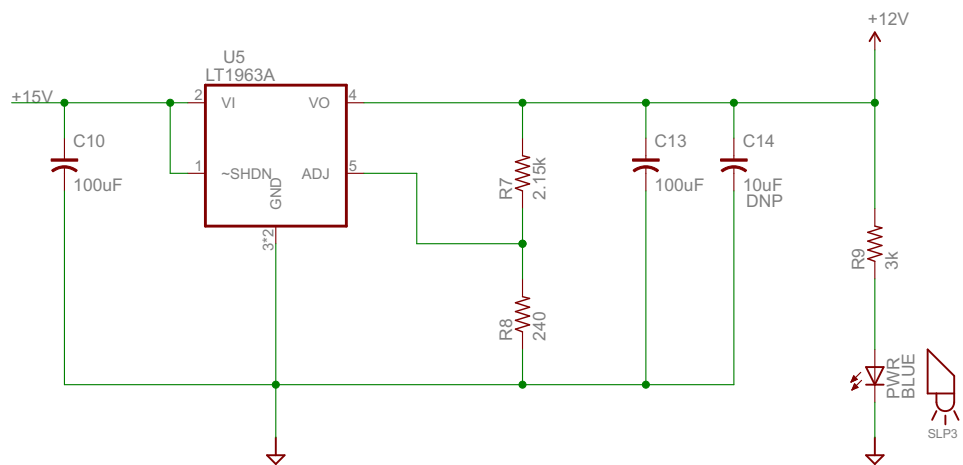 +12V
U5
LT1963A
+15V
2
VI
VO
4
C10
100uF
1
~SHDN
ADJ
5
GND
3*2
R7
2.15k
C13
100uF
C14
10uF
DNP
R8
240
R9
3k
PWR
BLUE
SLP3